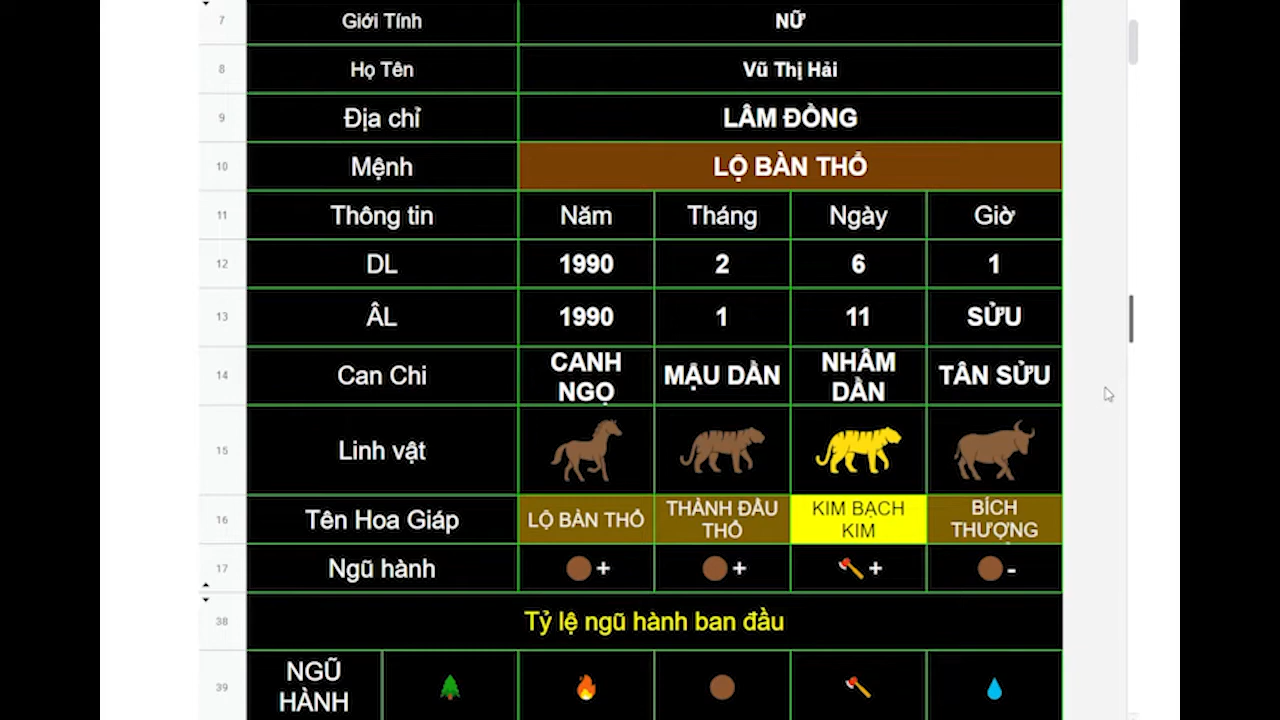 7 Giới Tính NỮ
8 Họ Tên Vũ Thị Hải
9 Địa chỉ LÂM ĐỒNG
10 Mệnh LỘ BÀN THỔ
11 Thông tin Năm Tháng Ngày Giờ
12 DL 1990 2 6 1
13 ÂL 1990 1 11 SỬU
14 Can Chi CANH NGỌ MẬU DẦN NHÂM DẦN TÂN SỬU
15 Linh vật
16 Tên Hoa Giáp LỘ BÀN THỔ THÀNH ĐẦU THỔ KIM BẠCH KIM BÍCH THƯỢNG
17 Ngũ hành + + + -
38 Tỷ lệ ngũ hành ban đầu
39 NGŨ HÀNH